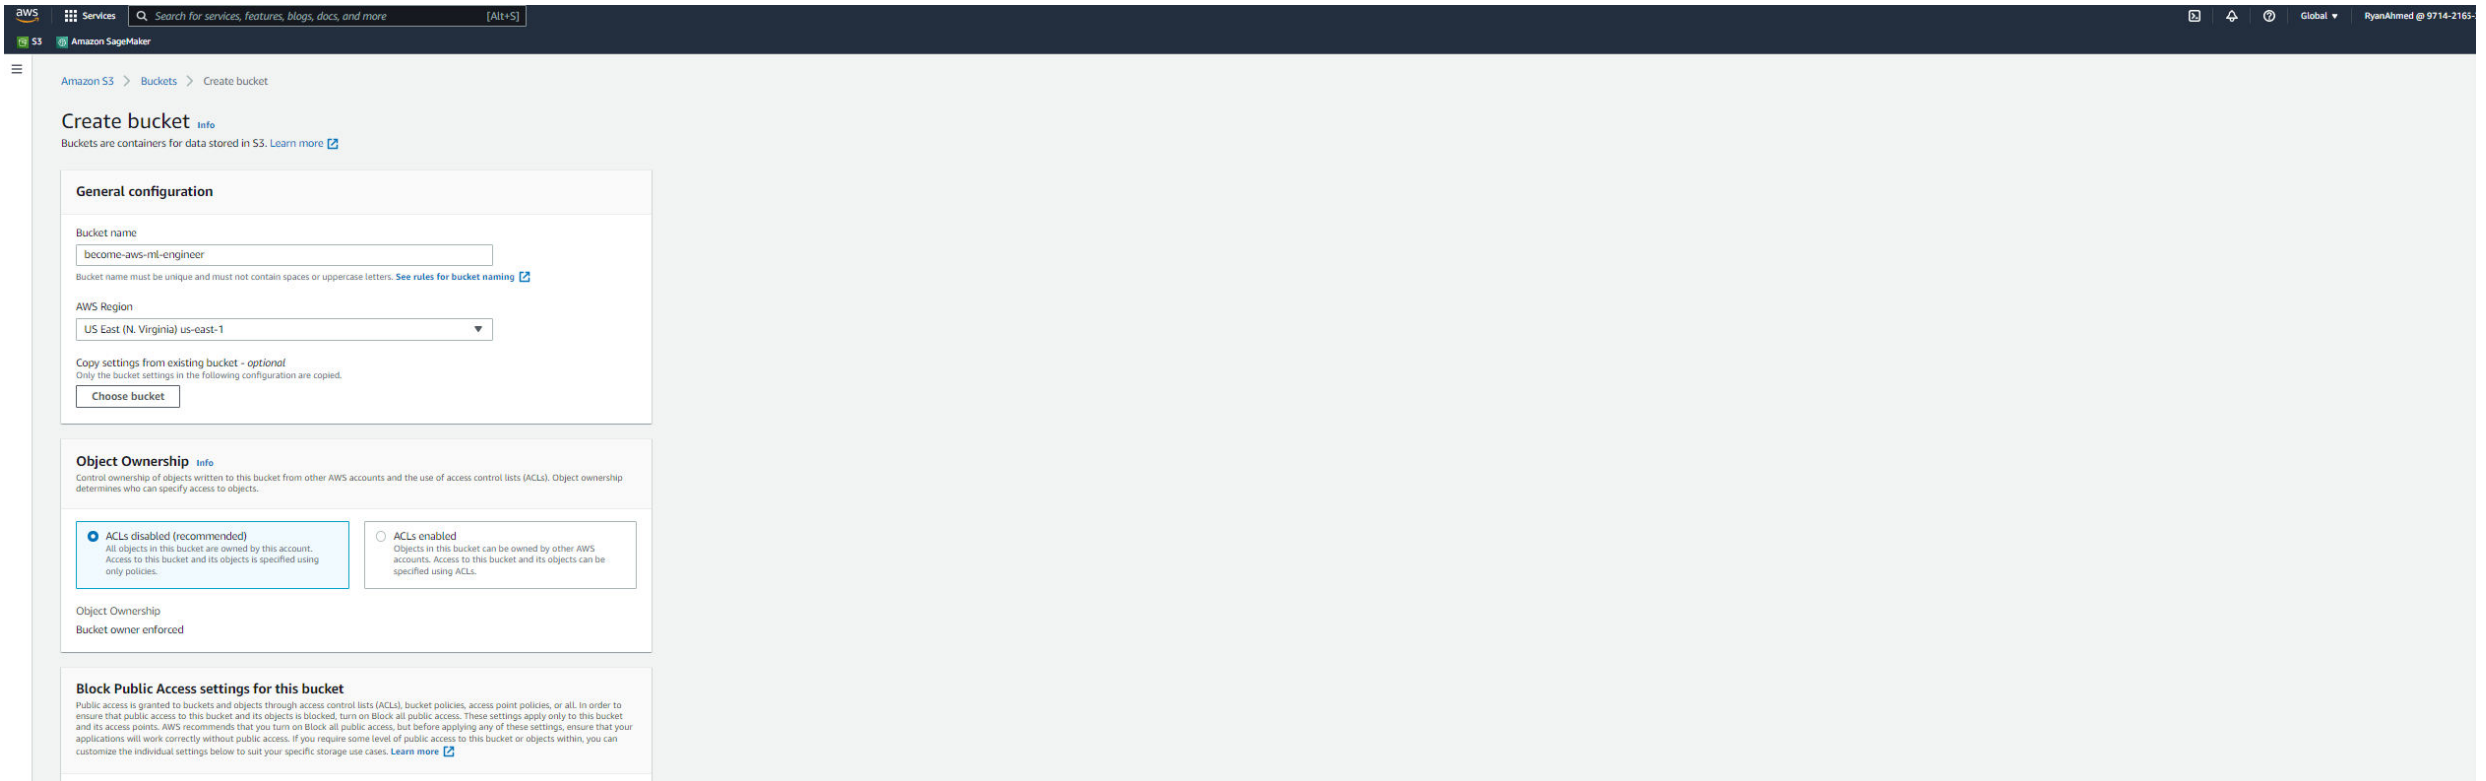 aws Services Search for services, features, blogs, docs, and more [Alt+S] Global ▼ RyanAhmed @ 9714-2165-
S3 Amazon SageMaker
Amazon S3 > Buckets > Create bucket
Create bucket Info
Buckets are containers for data stored in S3. Learn more
General configuration
Bucket name
become-aws-ml-engineer
Bucket name must be unique and must not contain spaces or uppercase letters. See rules for bucket naming
AWS Region
US East (N. Virginia) us-east-1
Copy settings from existing bucket - optional
Only the bucket settings in the following configuration are copied.
Choose bucket
Object Ownership Info
Control ownership of objects written to this bucket from other AWS accounts and the use of access control lists (ACLs). Object ownership
determines who can specify access to objects.
ACLs disabled (recommended)
All objects in this bucket are owned by this account.
Access to this bucket and its objects is specified using
only policies.
ACLs enabled
Objects in this bucket can be owned by other AWS
accounts. Access to this bucket and its objects can be
specified using ACLs.
Object Ownership
Bucket owner enforced
Block Public Access settings for this bucket
Public access is granted to buckets and objects through access control lists (ACLs), bucket policies, access point policies, or all. In order to
ensure that public access to this bucket and its objects is blocked, turn on Block all public access. These settings apply only to this bucket
and its access points. AWS recommends that you turn on Block all public access, but before applying any of these settings, ensure that your
applications will work correctly without public access. If you require some level of public access to this bucket or objects within, you can
customize the individual settings below to suit your specific storage use cases. Learn more